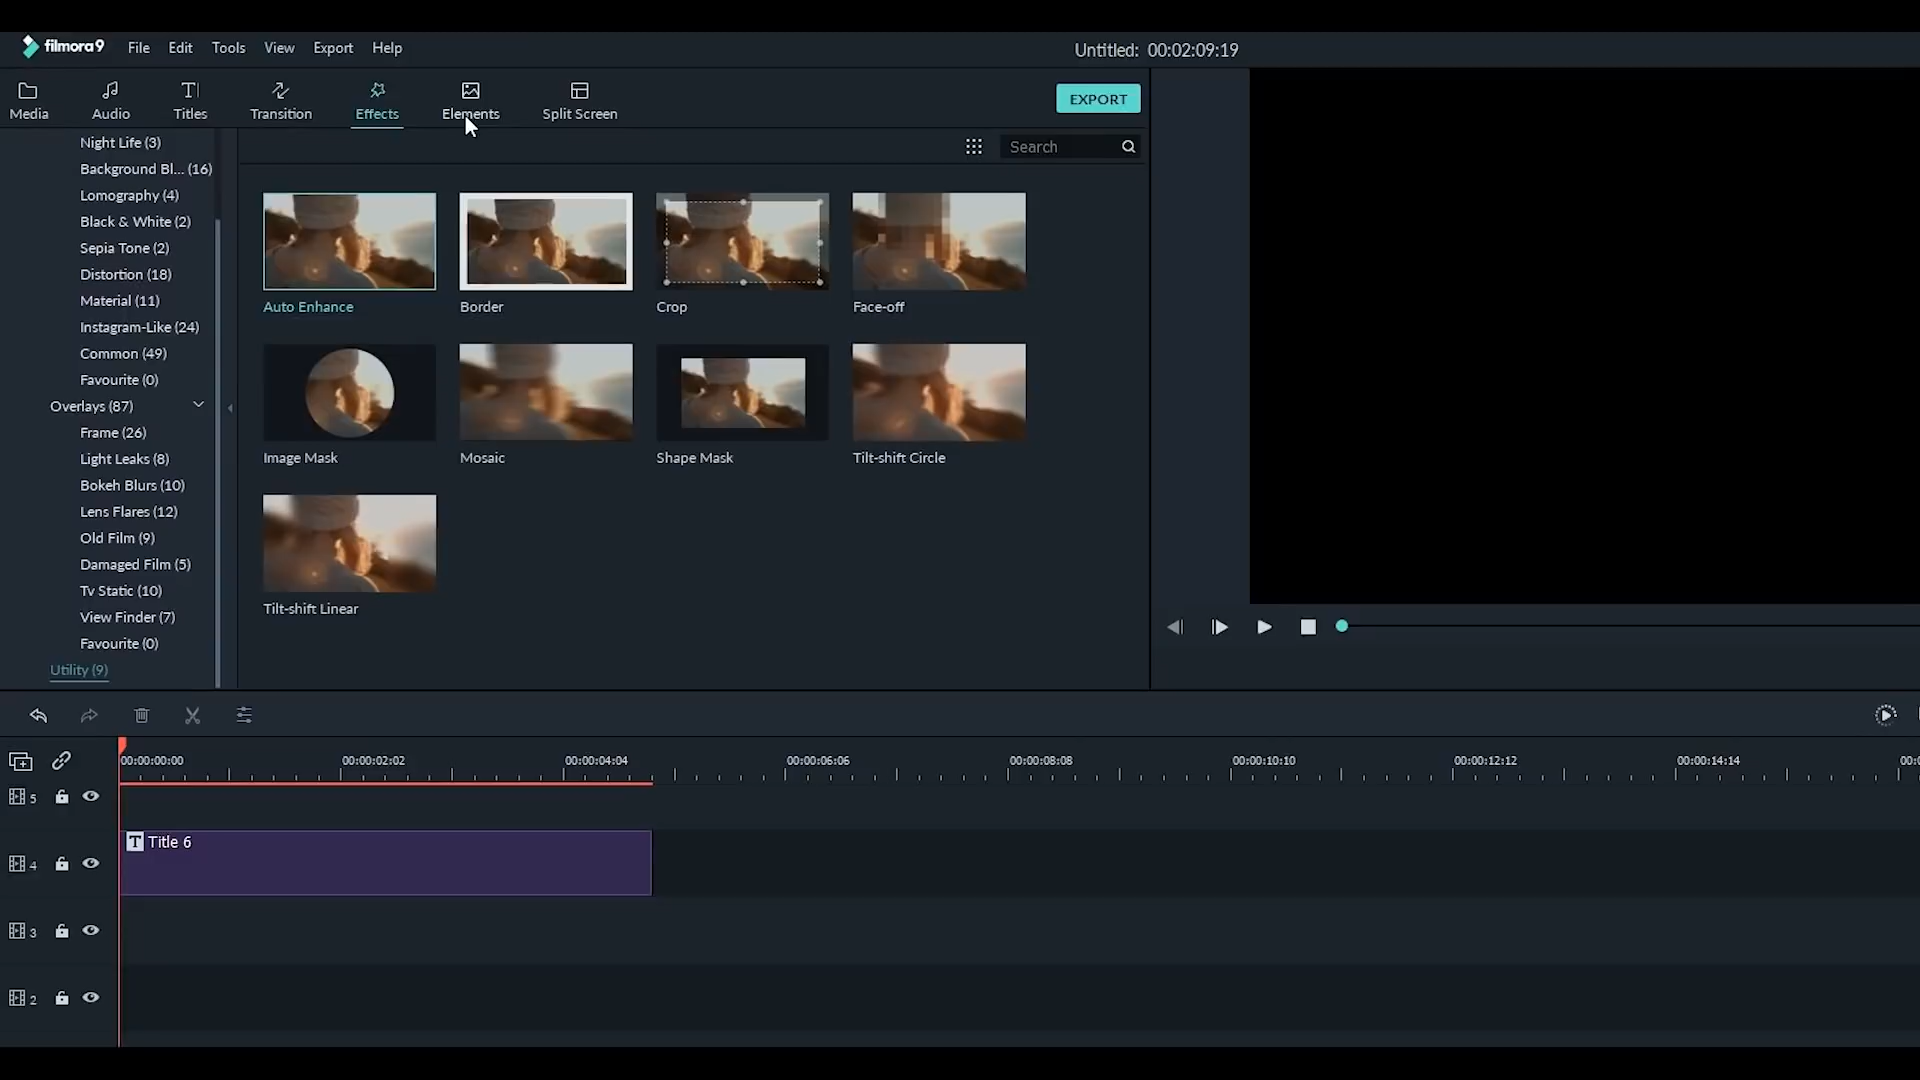 filmora9 File Edit Tools View Export Help Untitled: 00:02:09:19
Media Audio Titles Transition Effects Elements Split Screen EXPORT
Search
Night Life (3)
Background Bl... (16)
Lomography (4)
Black & White (2)
Sepia Tone (2)
Distortion (18)
Material (11)
Instagram-Like (24)
Common (49)
Favourite (0)
Overlays (87)
Frame (26)
Light Leaks (8)
Bokeh Blurs (10)
Lens Flares (12)
Old Film (9)
Damaged Film (5)
Tv Static (10)
View Finder (7)
Favourite (0)
Utility (9)
Auto Enhance Border Crop Face-off
Image Mask Mosaic Shape Mask Tilt-shift Circle
Tilt-shift Linear
00:00:00:00 00:00:02:02 00:00:04:04 00:00:06:06 00:00:08:08 00:00:10:10 00:00:12:12 00:00:14:14 00:0
5
T Title 6
4
3
2